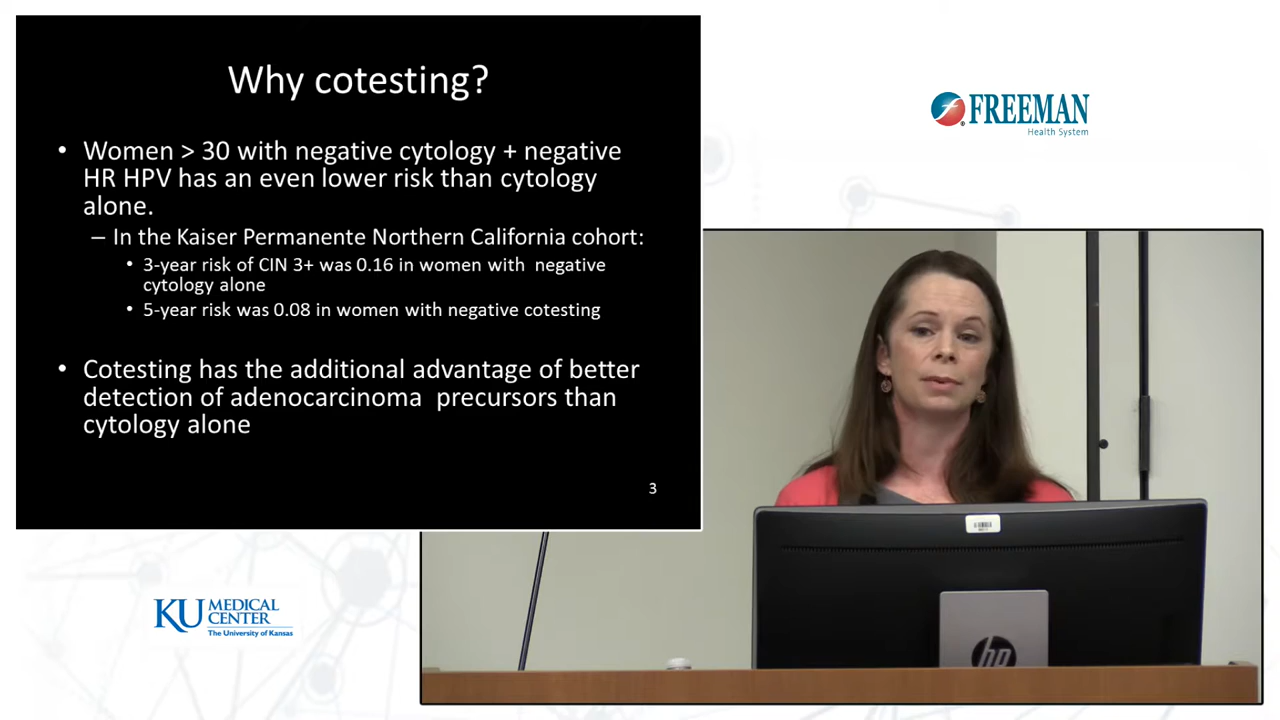 Why cotesting?
• Women > 30 with negative cytology + negative
HR HPV has an even lower risk than cytology
alone.
– In the Kaiser Permanente Northern California cohort:
• 3-year risk of CIN 3+ was 0.16 in women with  negative
cytology alone
• 5-year risk was 0.08 in women with negative cotesting
• Cotesting has the additional advantage of better
detection of adenocarcinoma  precursors than
cytology alone
3
FREEMAN
Health System
KU MEDICAL
CENTER
The University of Kansas
hp